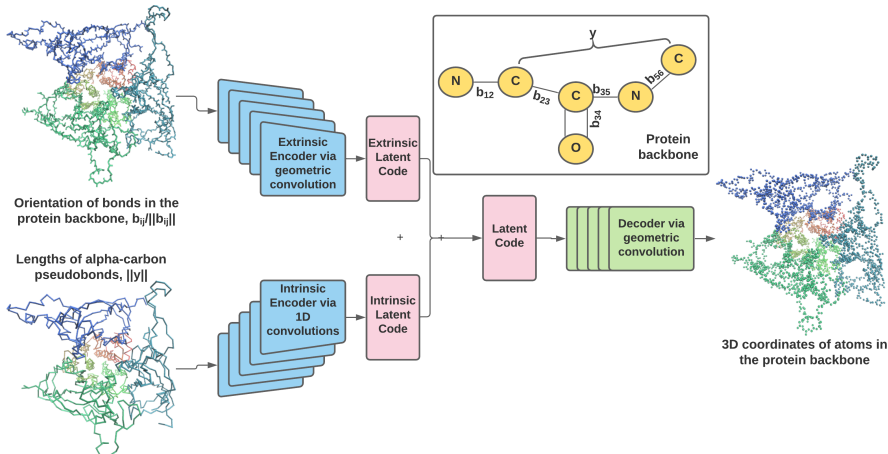 Orientation of bonds in the
protein backbone, bij/||bij||
Lengths of alpha-carbon
pseudobonds, ||y||
Extrinsic
Encoder via
geometric
convolution
Intrinsic
Encoder via
1D
convolutions
Extrinsic
Latent
Code
+
Intrinsic
Latent
Code
+
y
N
C
C
N
C
O
b12
b23
b35
b34
b56
Protein
backbone
Latent
Code
Decoder via
geometric
convolution
3D coordinates of atoms in
the protein backbone